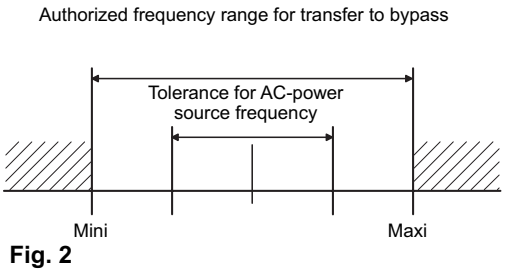 Authorized frequency range for transfer to bypass
Tolerance for AC-power
source frequency
Mini
Maxi
Fig. 2